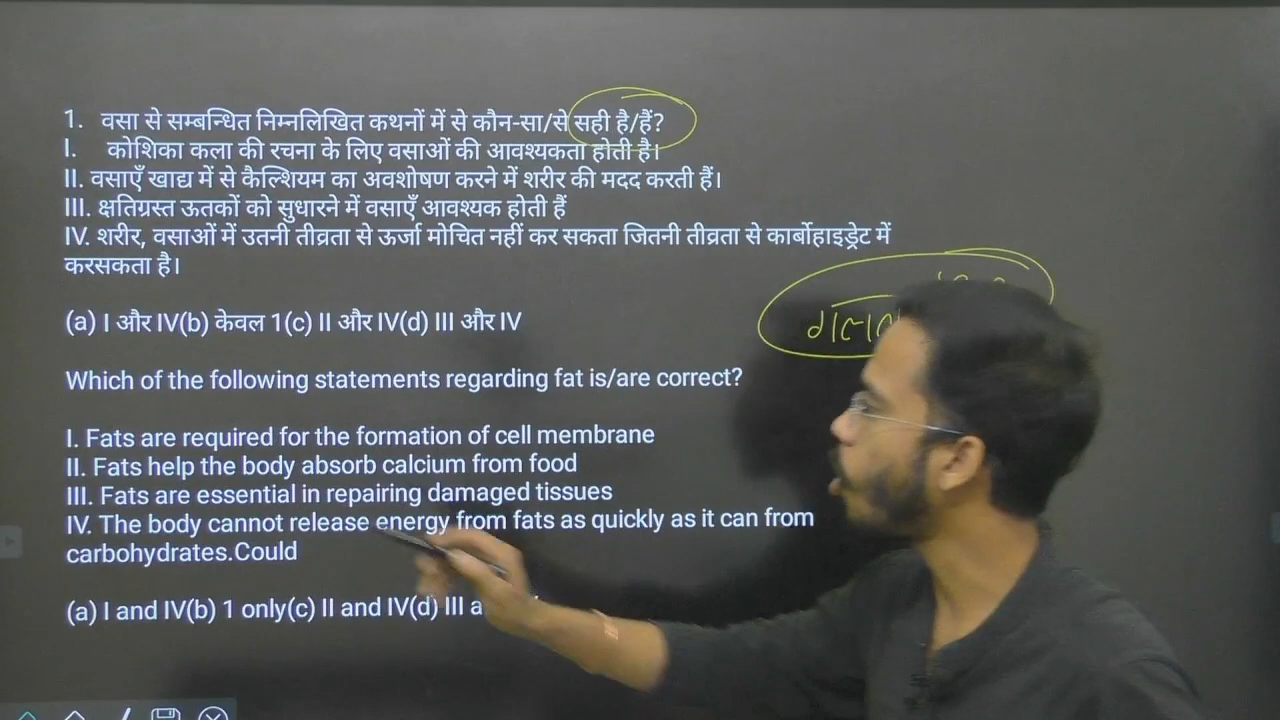 1. वसा से सम्बन्धित निम्नलिखित कथनों में से कौन-सा/से सही है/हैं?
I. कोशिका कला की रचना के लिए वसाओं की आवश्यकता होती है।
II. वसाएँ खाद्य में से कैल्शियम का अवशोषण करने में शरीर की मदद करती हैं।
III. क्षतिग्रस्त ऊतकों को सुधारने में वसाएँ आवश्यक होती हैं
IV. शरीर, वसाओं में उतनी तीव्रता से ऊर्जा मोचित नहीं कर सकता जितनी तीव्रता से कार्बोहाइड्रेट में
करसकता है।
(a) I और IV(b) केवल 1(c) II और IV(d) III और IV
Which of the following statements regarding fat is/are correct?
I. Fats are required for the formation of cell membrane
II. Fats help the body absorb calcium from food
III. Fats are essential in repairing damaged tissues
IV. The body cannot release energy from fats as quickly as it can from
carbohydrates.Could
(a) I and IV(b) 1 only(c) II and IV(d) III